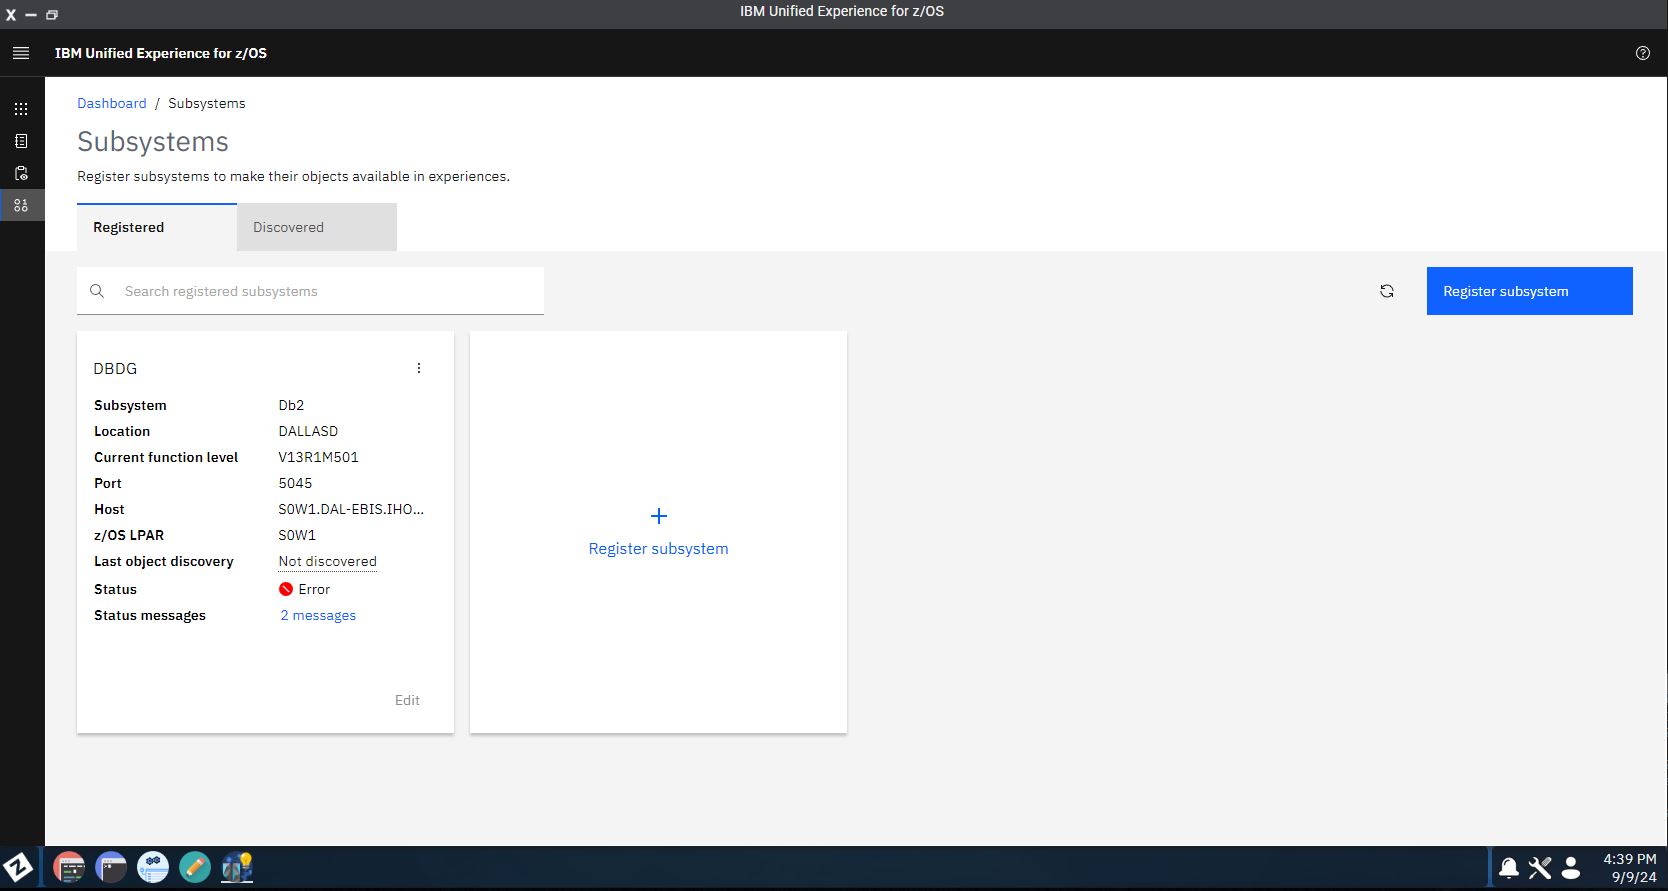 IBM Unified Experience for z/OS
IBM Unified Experience for z/OS
Dashboard / Subsystems
Subsystems
Register subsystems to make their objects available in experiences.
Registered
Discovered
Search registered subsystems
Register subsystem
DBDG
Subsystem Db2
Location DALLASD
Current function level V13R1M501
Port 5045
Host S0W1.DAL-EBIS.IHO...
z/OS LPAR S0W1
Last object discovery Not discovered
Status Error
Status messages 2 messages
Edit
Register subsystem
4:39 PM
9/9/24